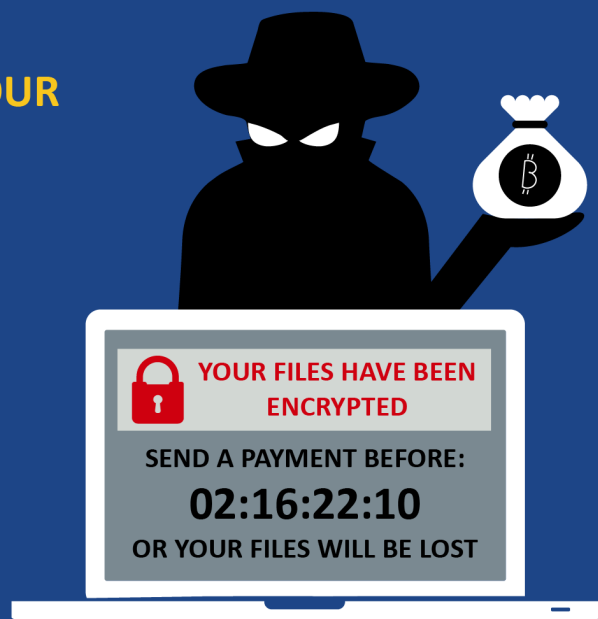 OUR
₿
YOUR FILES HAVE BEEN
ENCRYPTED
SEND A PAYMENT BEFORE:
02:16:22:10
OR YOUR FILES WILL BE LOST